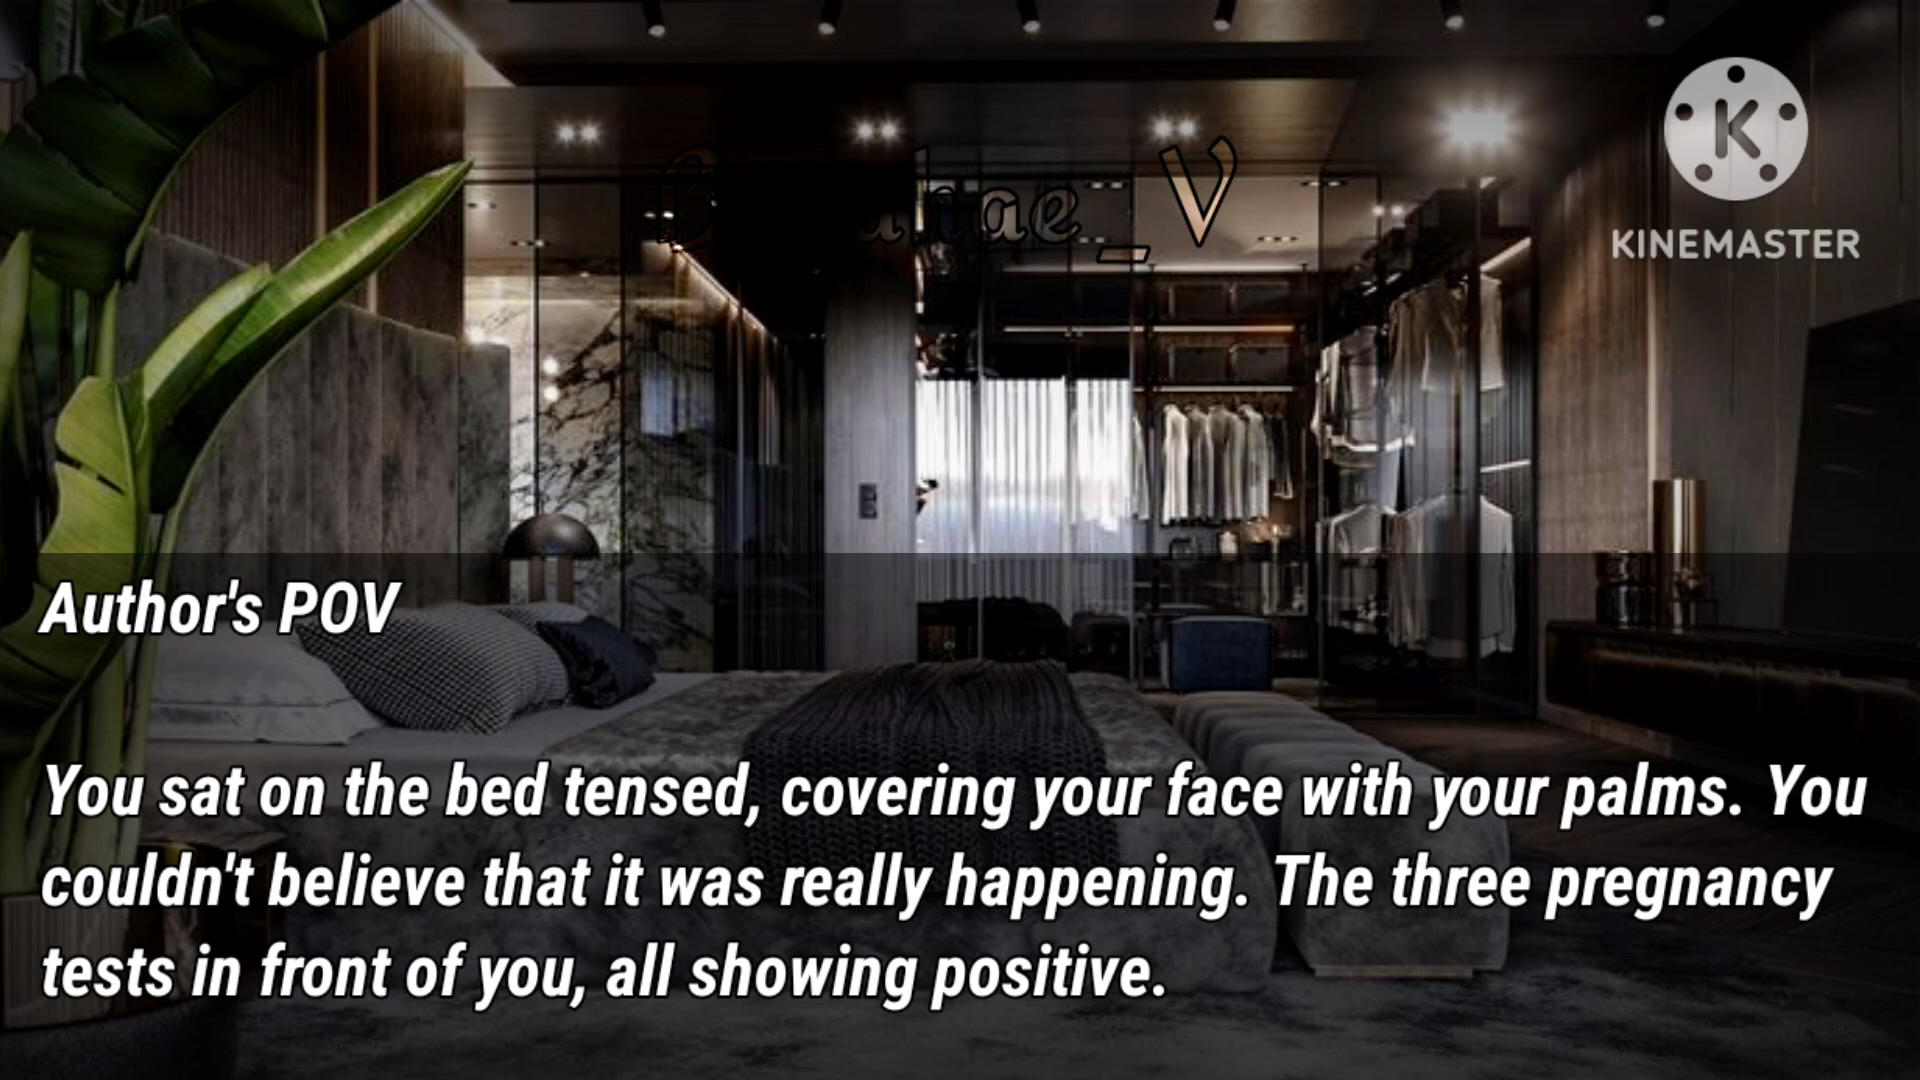 K
KINEMASTER
Author's POV
You sat on the bed tensed, covering your face with your palms. You
couldn't believe that it was really happening. The three pregnancy
tests in front of you, all showing positive.